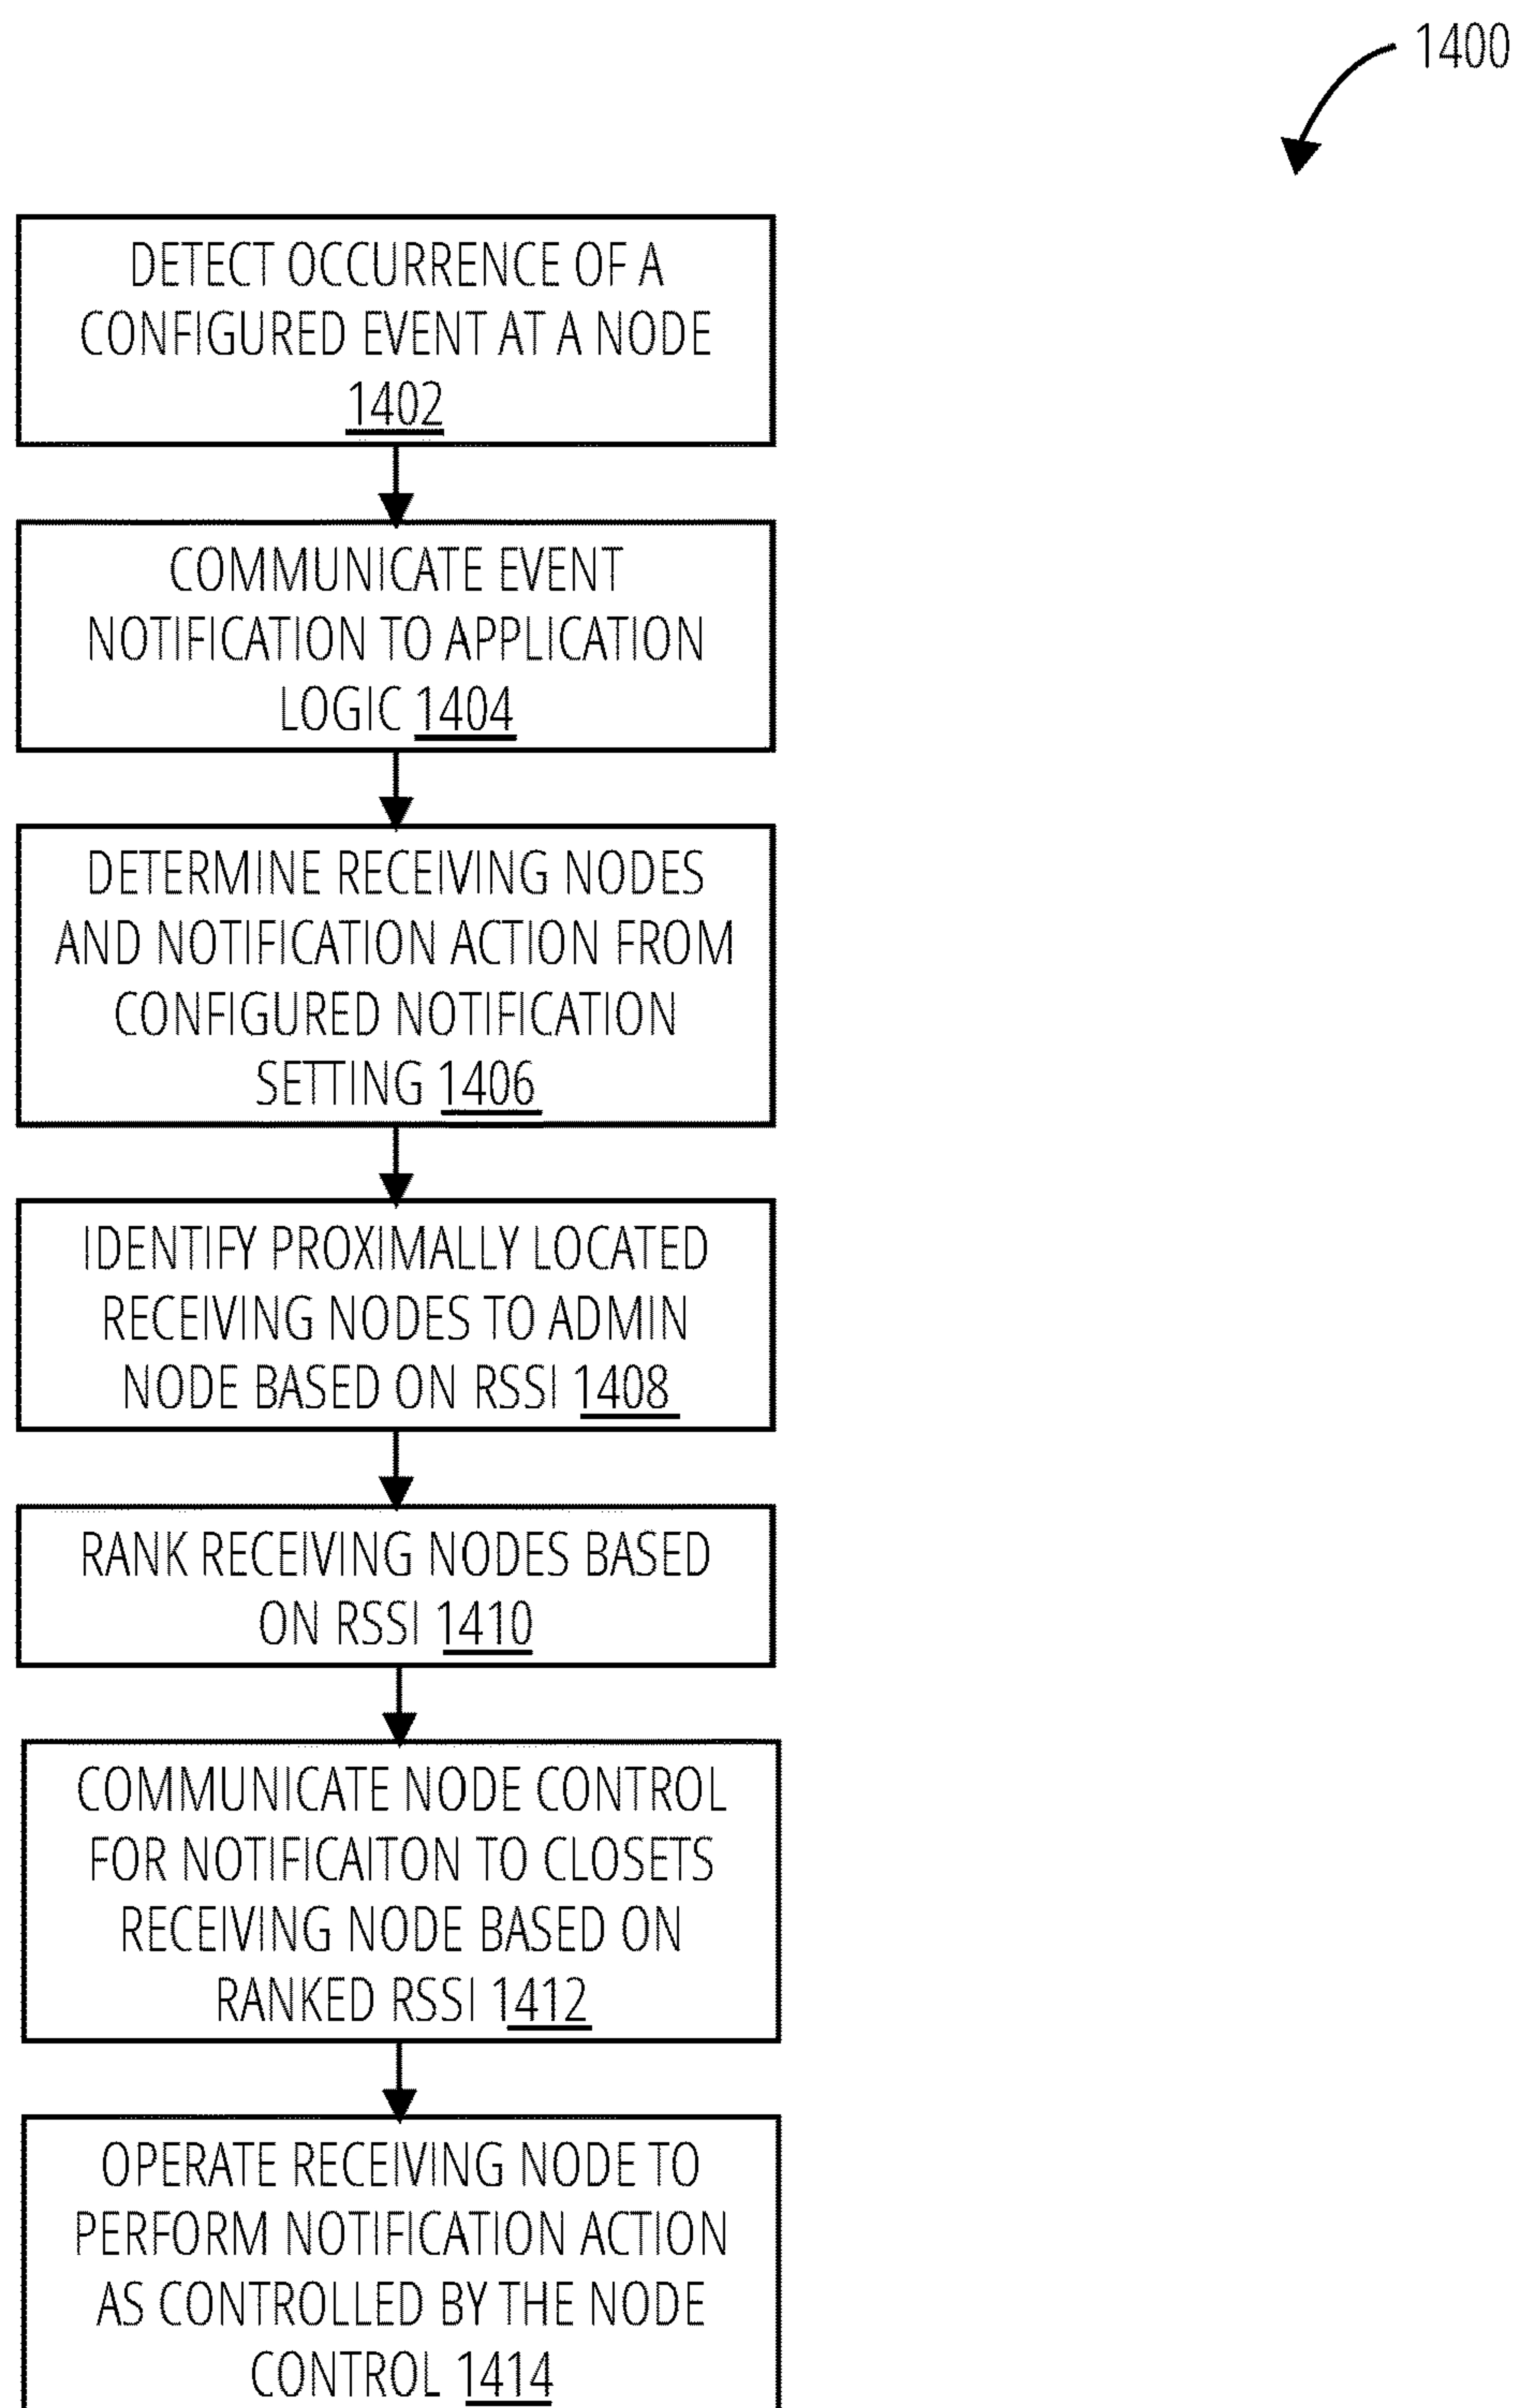 1400
DETECT OCCURRENCE OF A
CONFIGURED EVENT AT A NODE
1402
COMMUNICATE EVENT
NOTIFICATION TO APPLICATION
LOGIC 1404
DETERMINE RECEIVING NODES
AND NOTIFICATION ACTION FROM
CONFIGURED NOTIFICATION
SETTING 1406
IDENTIFY PROXIMALLY LOCATED
RECEIVING NODES TO ADMIN
NODE BASED ON RSSI 1408
RANK RECEIVING NODES BASED
ON RSSI 1410
COMMUNICATE NODE CONTROL
FOR NOTIFICAITON TO CLOSETS
RECEIVING NODE BASED ON
RANKED RSSI 1412
OPERATE RECEIVING NODE TO
PERFORM NOTIFICATION ACTION
AS CONTROLLED BY THE NODE
CONTROL 1414